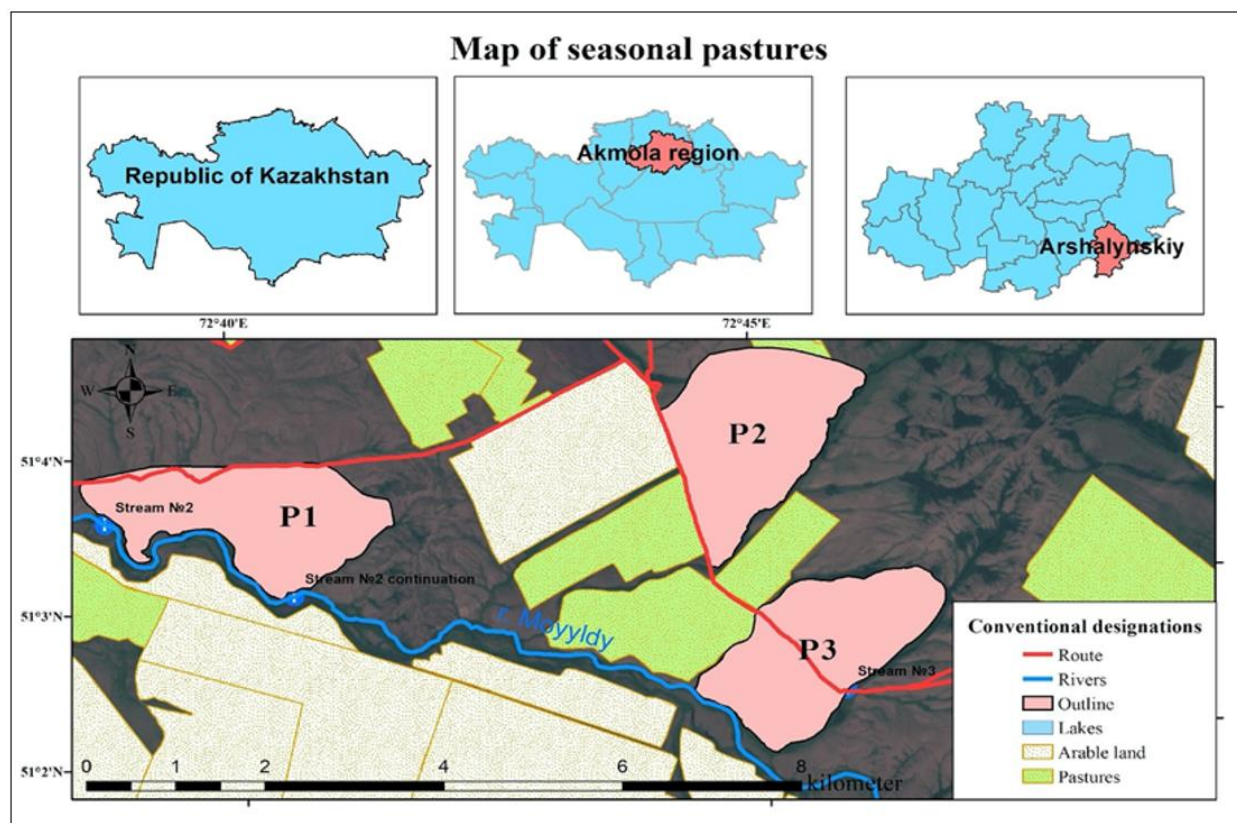 Map of seasonal pastures
Republic of Kazakhstan
Akmola region
Arshalynskiy
72°40'E
72°45'E
N
W
E
S
51°4'N
51°3'N
51°2'N
P1
P2
P3
Stream №2
Stream №2 continuation
г. Moyyldy
Stream №3
0
1
2
4
6
8
kilometer
Conventional designations
Route
Rivers
Outline
Lakes
Arable land
Pastures